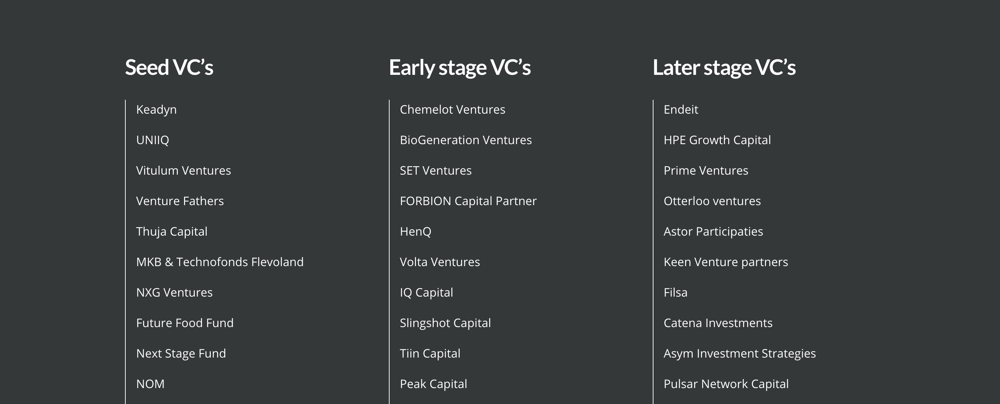 Seed VC’s
Keadyn
UNIIQ
Vitulum Ventures
Venture Fathers
Thuja Capital
MKB & Technofonds Flevoland
NXG Ventures
Future Food Fund
Next Stage Fund
NOM
Early stage VC’s
Chemelot Ventures
BioGeneration Ventures
SET Ventures
FORBION Capital Partner
HenQ
Volta Ventures
IQ Capital
Slingshot Capital
Tiin Capital
Peak Capital
Later stage VC’s
Endeit
HPE Growth Capital
Prime Ventures
Otterloo ventures
Astor Participaties
Keen Venture partners
Filsa
Catena Investments
Asym Investment Strategies
Pulsar Network Capital